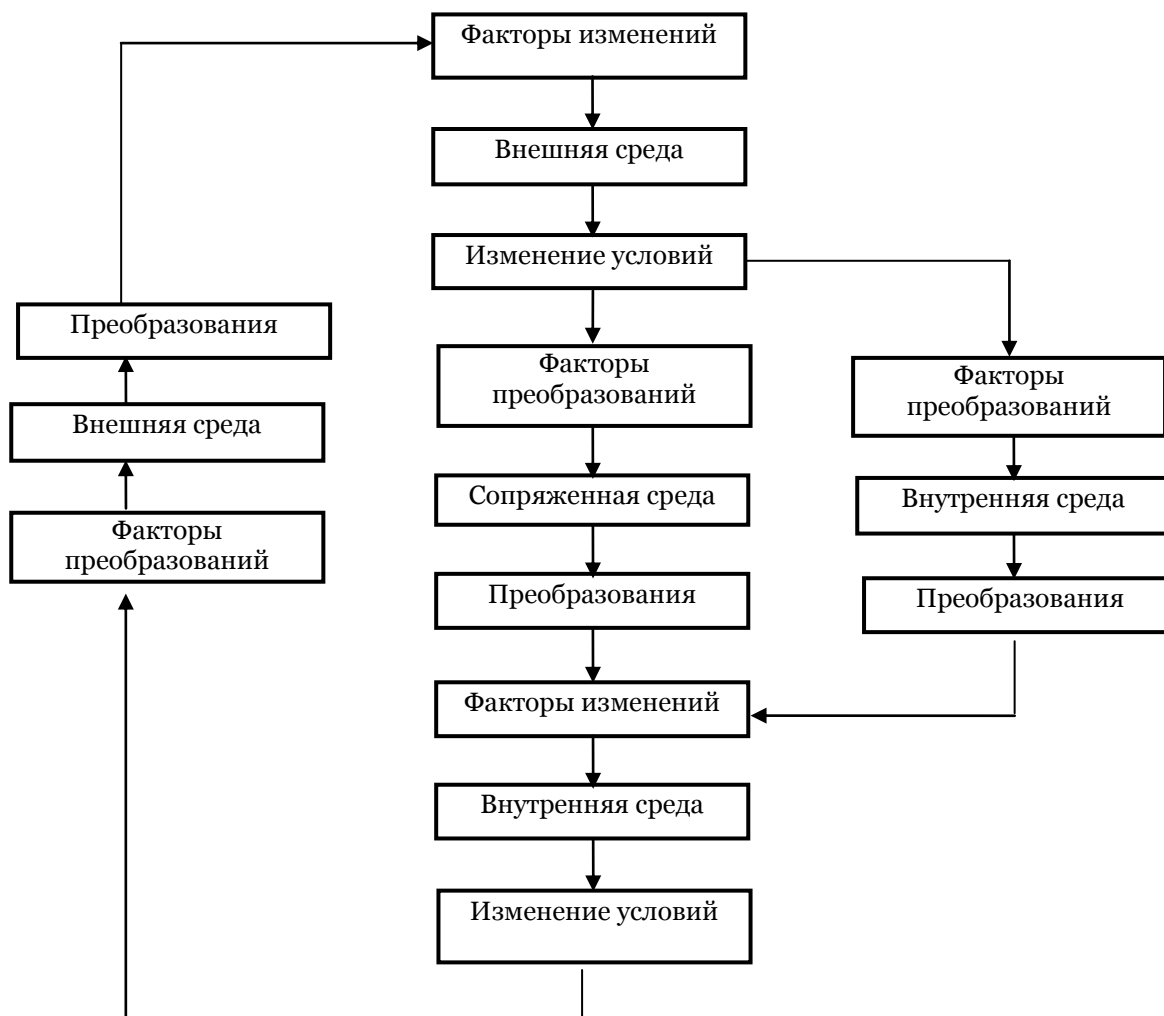 Факторы изменений
Внешняя среда
Изменение условий
Преобразования
Внешняя среда
Факторы
преобразований
Факторы
преобразований
Сопряженная среда
Преобразования
Факторы изменений
Внутренняя среда
Изменение условий
Факторы
преобразований
Внутренняя среда
Преобразования